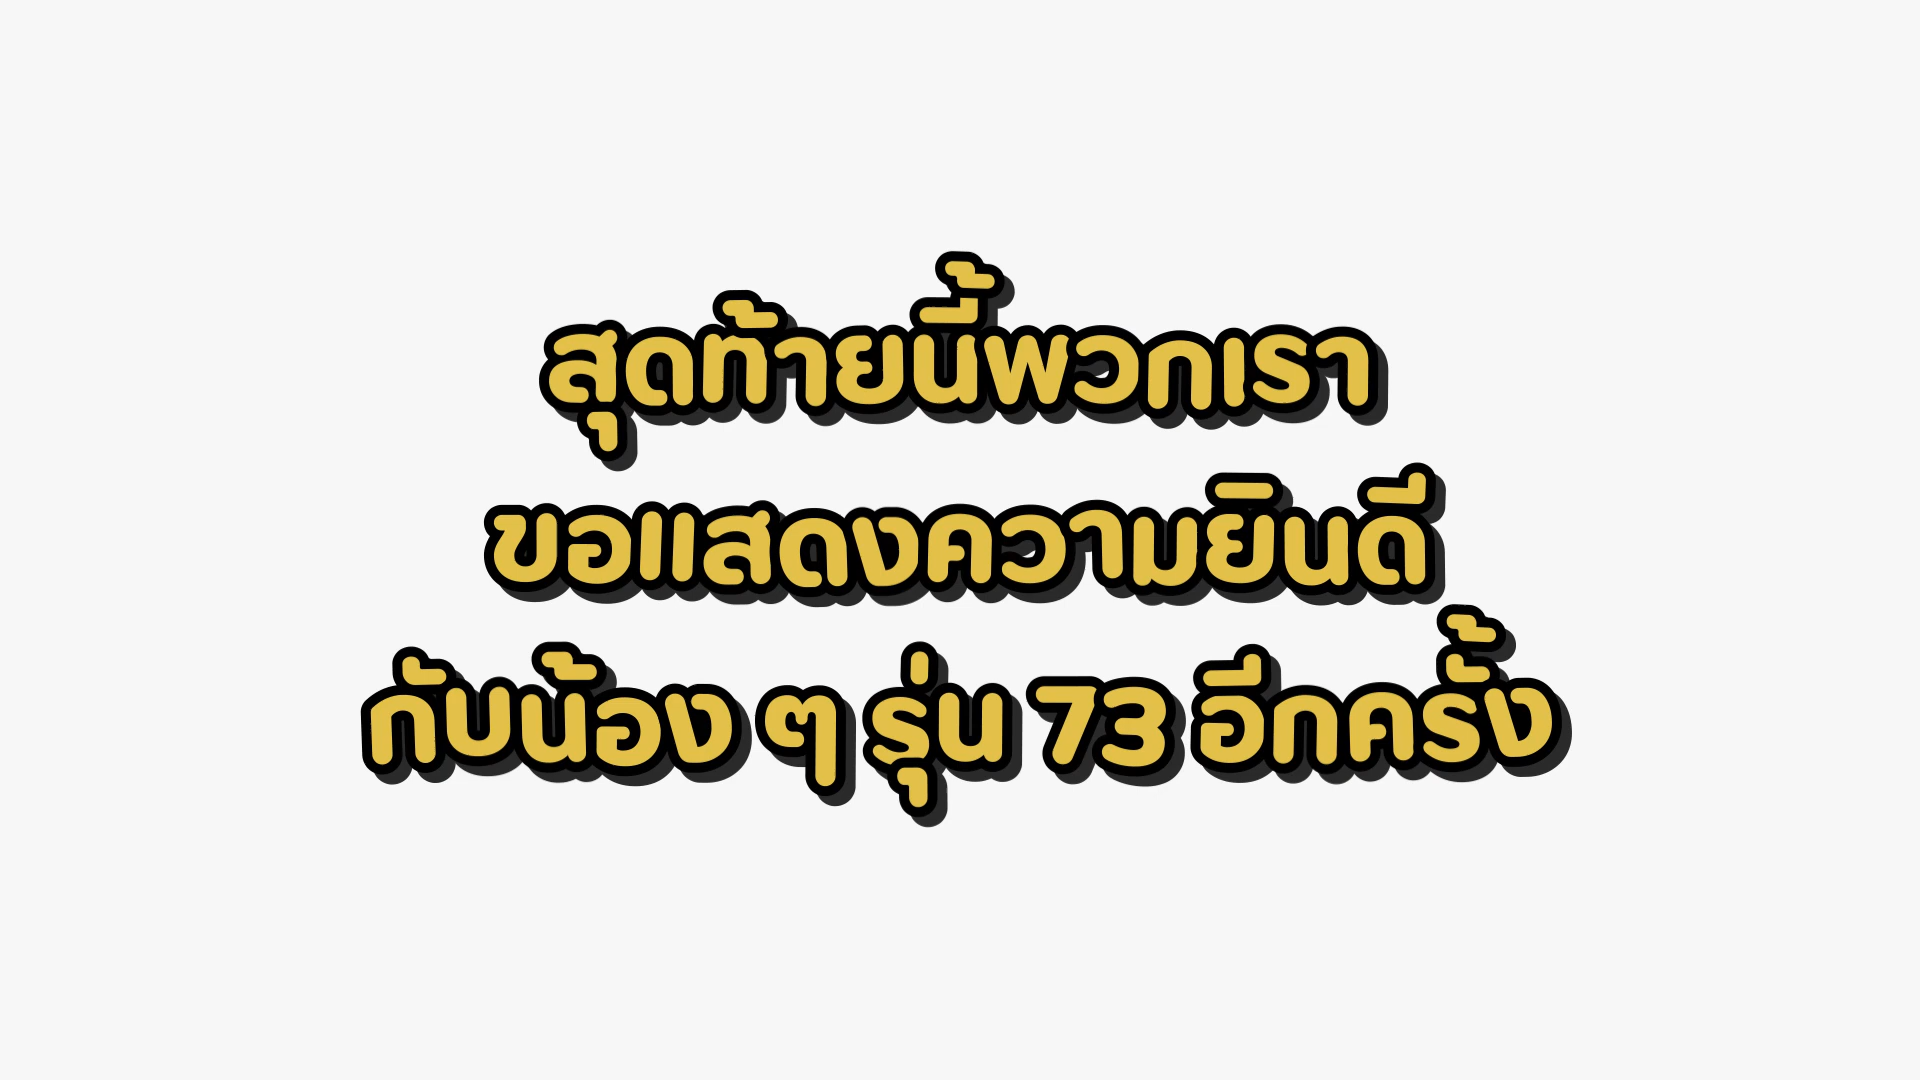 สุดท้ายนี้พวกเรา
ขอแสดงความยินดี
กับน้อง ๆ รุ่น 73 อีกครั้ง